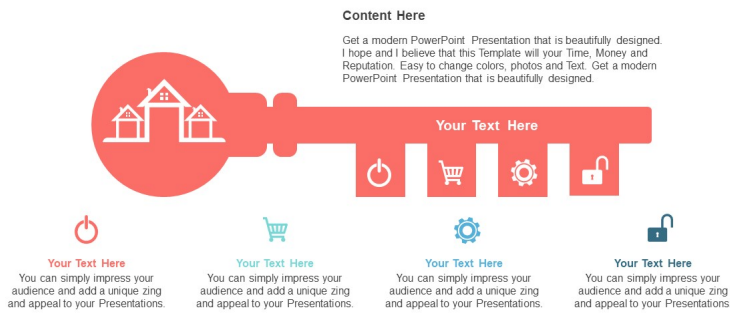 Content Here
Get a modern PowerPoint Presentation that is beautifully designed.
I hope and I believe that this Template will your Time, Money and
Reputation. Easy to change colors, photos and Text. Get a modern
PowerPoint Presentation that is beautifully designed.
Your Text Here
Your Text Here
You can simply impress your
audience and add a unique zing
and appeal to your Presentations.
Your Text Here
You can simply impress your
audience and add a unique zing
and appeal to your Presentations.
Your Text Here
You can simply impress your
audience and add a unique zing
and appeal to your Presentations.
Your Text Here
You can simply impress your
audience and add a unique zing
and appeal to your Presentations